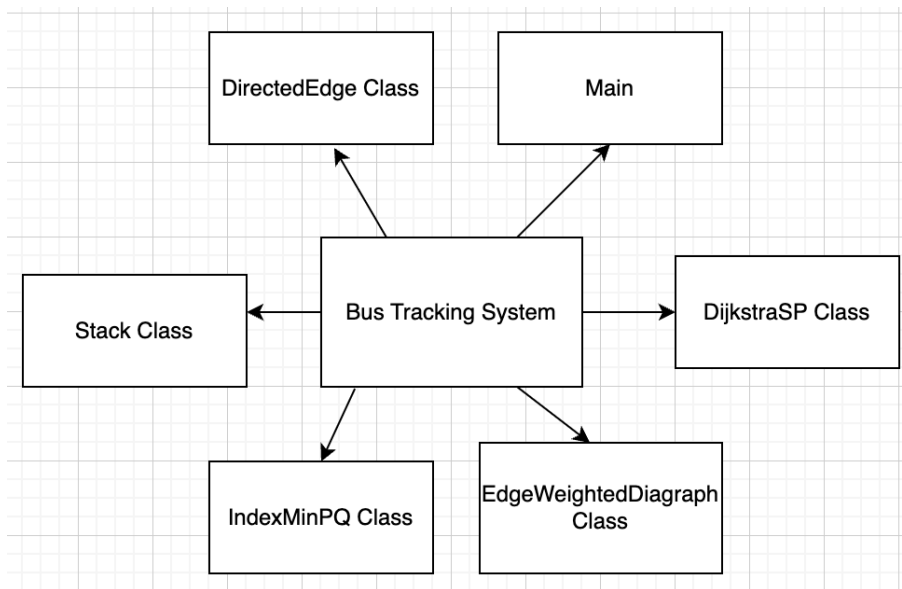 DirectedEdge Class
Main
Bus Tracking System
DijkstraSP Class
Stack Class
IndexMinPQ Class
EdgeWeightedDiagraph
Class